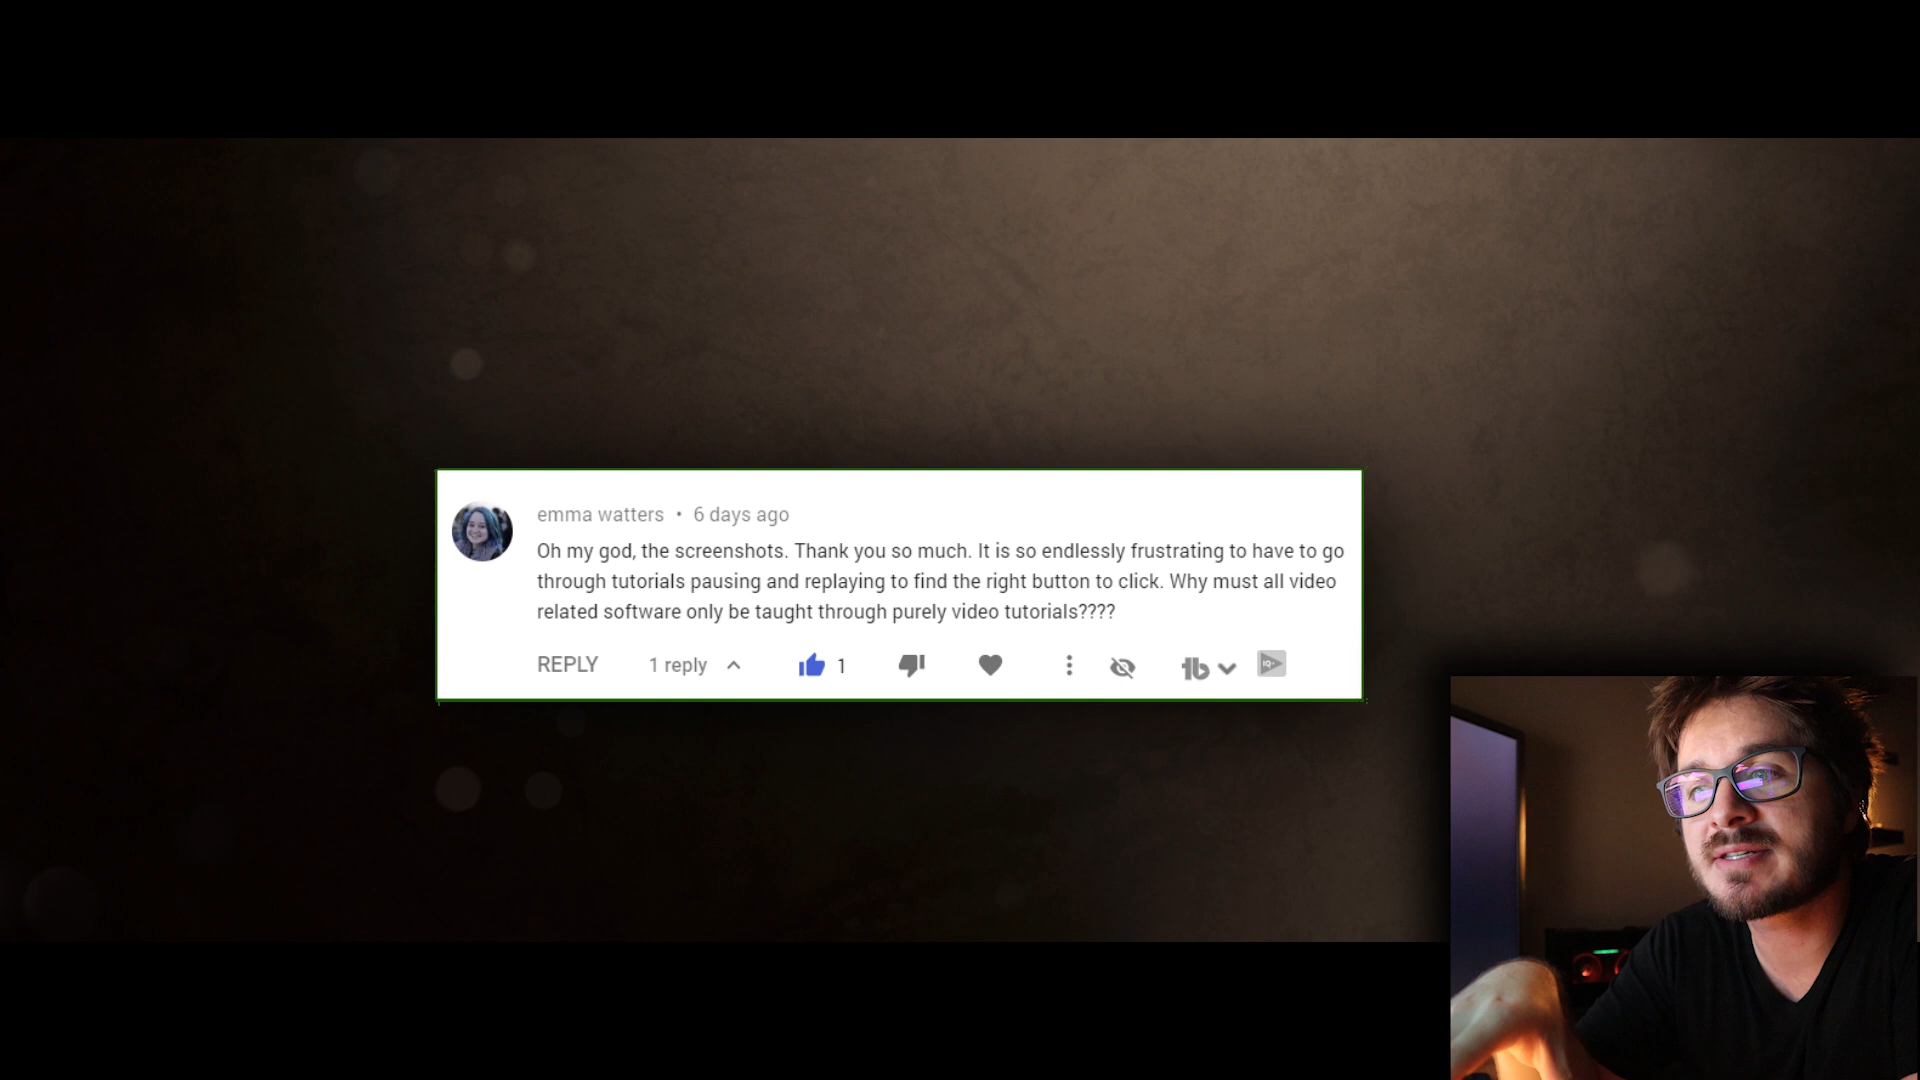 emma watters • 6 days ago
Oh my god, the screenshots. Thank you so much. It is so endlessly frustrating to have to go
through tutorials pausing and replaying to find the right button to click. Why must all video
related software only be taught through purely video tutorials????
REPLY 1 reply 1